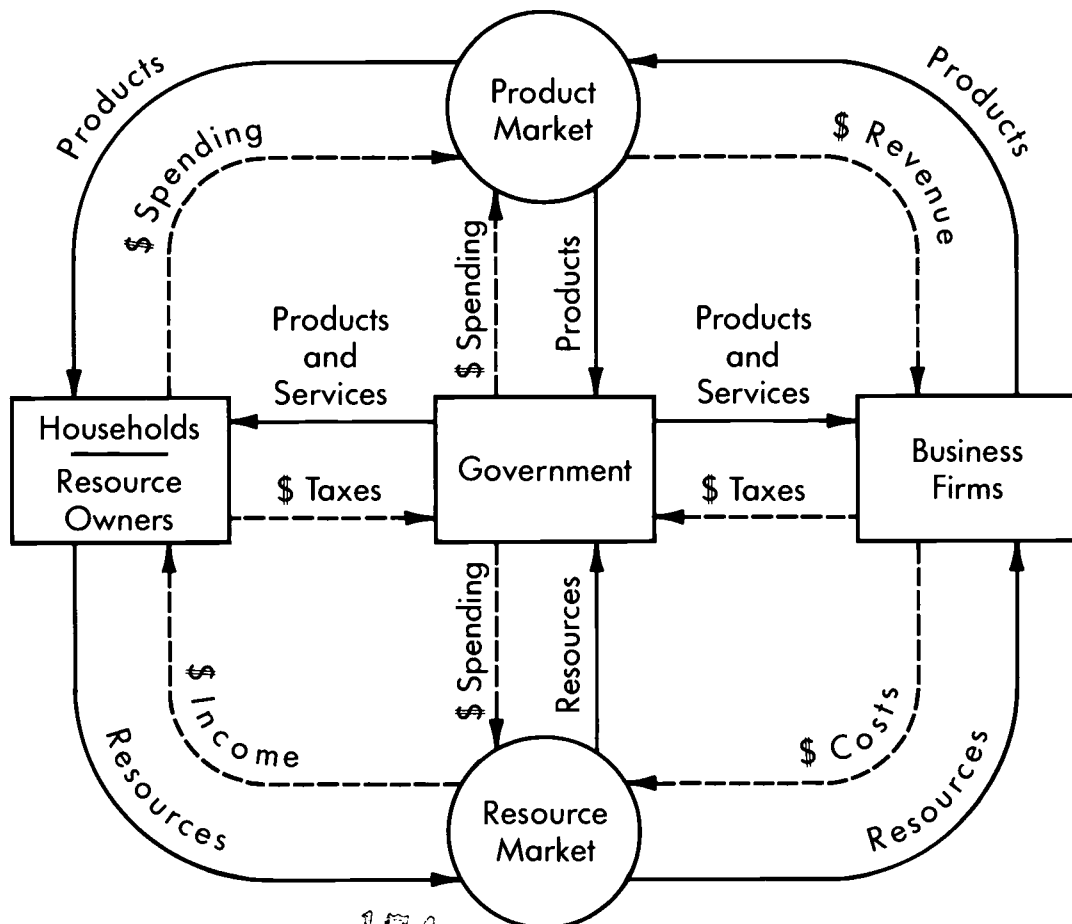 Products
Product
Market
Products
$ Spending
$ Revenue
$ Spending
Products
Products
and
Services
Products
and
Services
Households
Resource
Owners
Government
Business
Firms
$ Taxes
$ Taxes
$ Spending
Resources
$ Income
$ Costs
Resources
Resource
Market
Resources